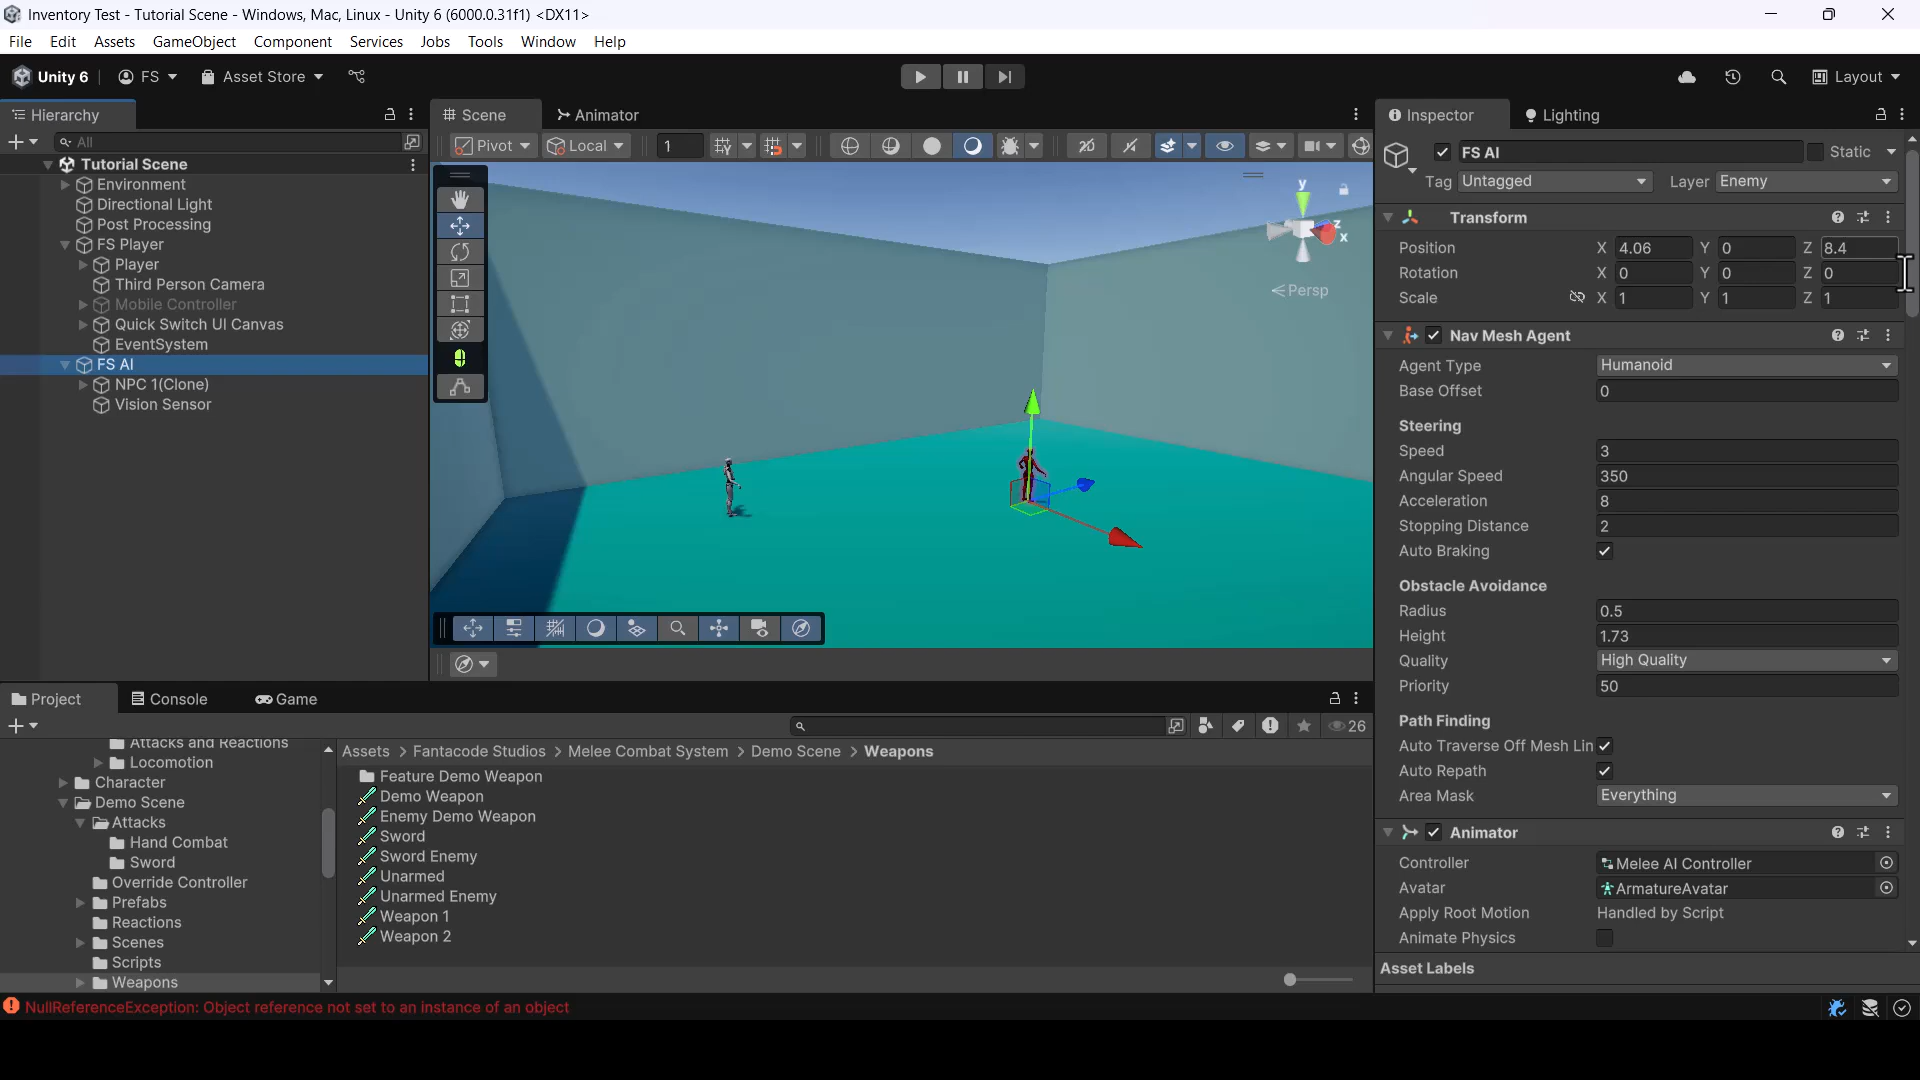 Inventory Test - Tutorial Scene - Windows, Mac, Linux - Unity 6 (6000.0.31f1) <DX11>
File Edit Assets GameObject Component Services Jobs Tools Window Help
Unity 6 FS Asset Store Layout
Hierarchy
All
Tutorial Scene
Environment
Directional Light
Post Processing
FS Player
Player
Third Person Camera
Mobile Controller
Quick Switch UI Canvas
EventSystem
FS AI
NPC 1(Clone)
Vision Sensor
Scene Animator
Pivot Local 1
y
z
x
Persp
Inspector Lighting
FS AI Static
Tag Untagged Layer Enemy
Transform
Position X 4.06 Y 0 Z 8.4
Rotation X 0 Y 0 Z 0
Scale X 1 Y 1 Z 1
Nav Mesh Agent
Agent Type Humanoid
Base Offset 0
Steering
Speed 3
Angular Speed 350
Acceleration 8
Stopping Distance 2
Auto Braking
Obstacle Avoidance
Radius 0.5
Height 1.73
Quality High Quality
Priority 50
Path Finding
Auto Traverse Off Mesh Lin
Auto Repath
Area Mask Everything
Animator
Controller Melee AI Controller
Avatar ArmatureAvatar
Apply Root Motion Handled by Script
Animate Physics
Asset Labels
Project Console Game
26
Attacks and Reactions
Locomotion
Character
Demo Scene
Attacks
Hand Combat
Sword
Override Controller
Prefabs
Reactions
Scenes
Scripts
Weapons
Assets > Fantacode Studios > Melee Combat System > Demo Scene > Weapons
Feature Demo Weapon
Demo Weapon
Enemy Demo Weapon
Sword
Sword Enemy
Unarmed
Unarmed Enemy
Weapon 1
Weapon 2
NullReferenceException: Object reference not set to an instance of an object